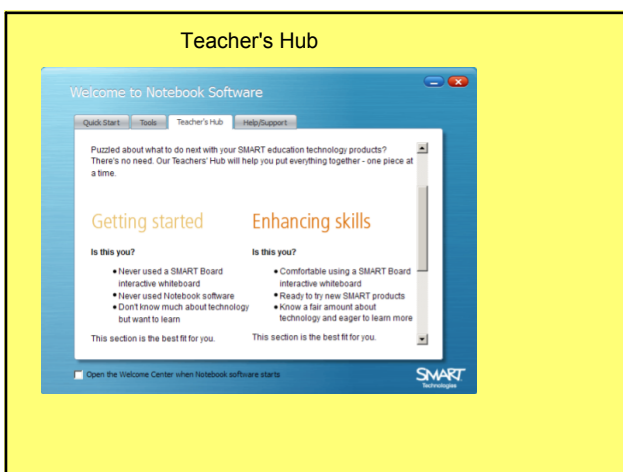 Teacher's Hub
Welcome to Notebook Software
Quick Start Tools Teacher's Hub Help/Support
Puzzled about what to do next with your SMART education technology products?
There's no need. Our Teachers' Hub will help you put everything together - one piece at
a time.
Getting started
Is this you?
• Never used a SMART Board
interactive whiteboard
• Never used Notebook software
• Don't know much about technology
but want to learn
This section is the best fit for you.
Enhancing skills
Is this you?
• Comfortable using a SMART Board
interactive whiteboard
• Ready to try new SMART products
• Know a fair amount about
technology and eager to learn more
This section is the best fit for you.
Open the Welcome Center when Notebook software starts
SMART
Technologies